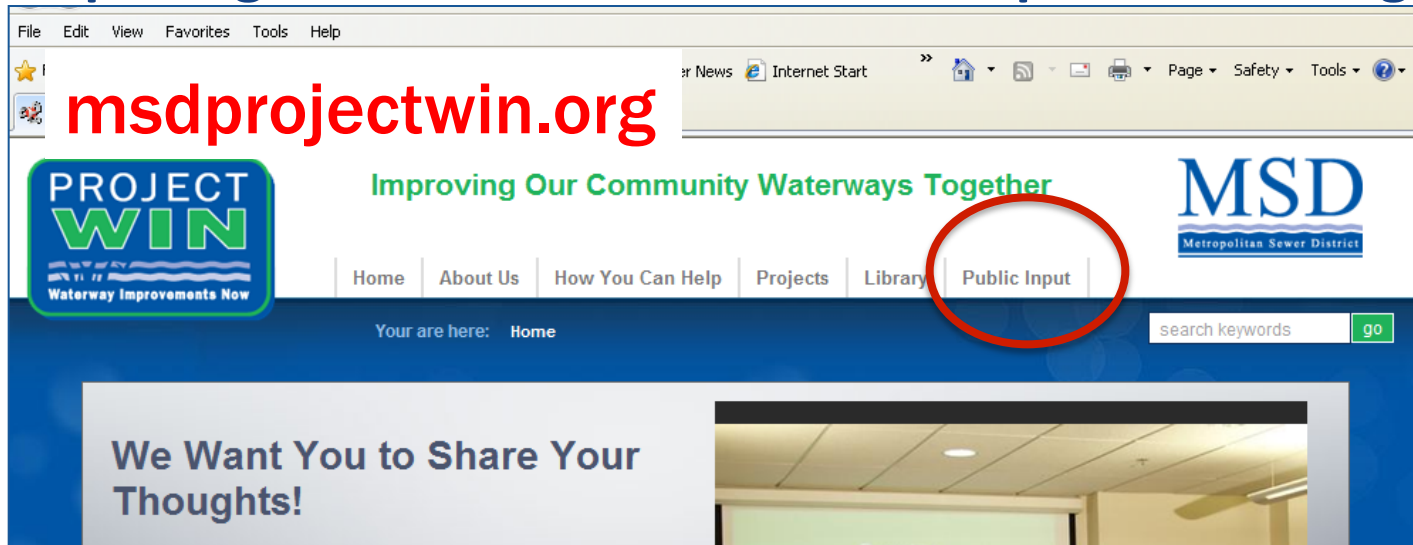 File Edit View Favorites Tools Help
er News Internet Start » Page Safety Tools
msdprojectwin.org
PROJECT
WIN
Waterway Improvements Now
Improving Our Community Waterways Together
MSD
Metropolitan Sewer District
Home About Us How You Can Help Projects Library Public Input
Your are here: Home
search keywords go
We Want You to Share Your
Thoughts!